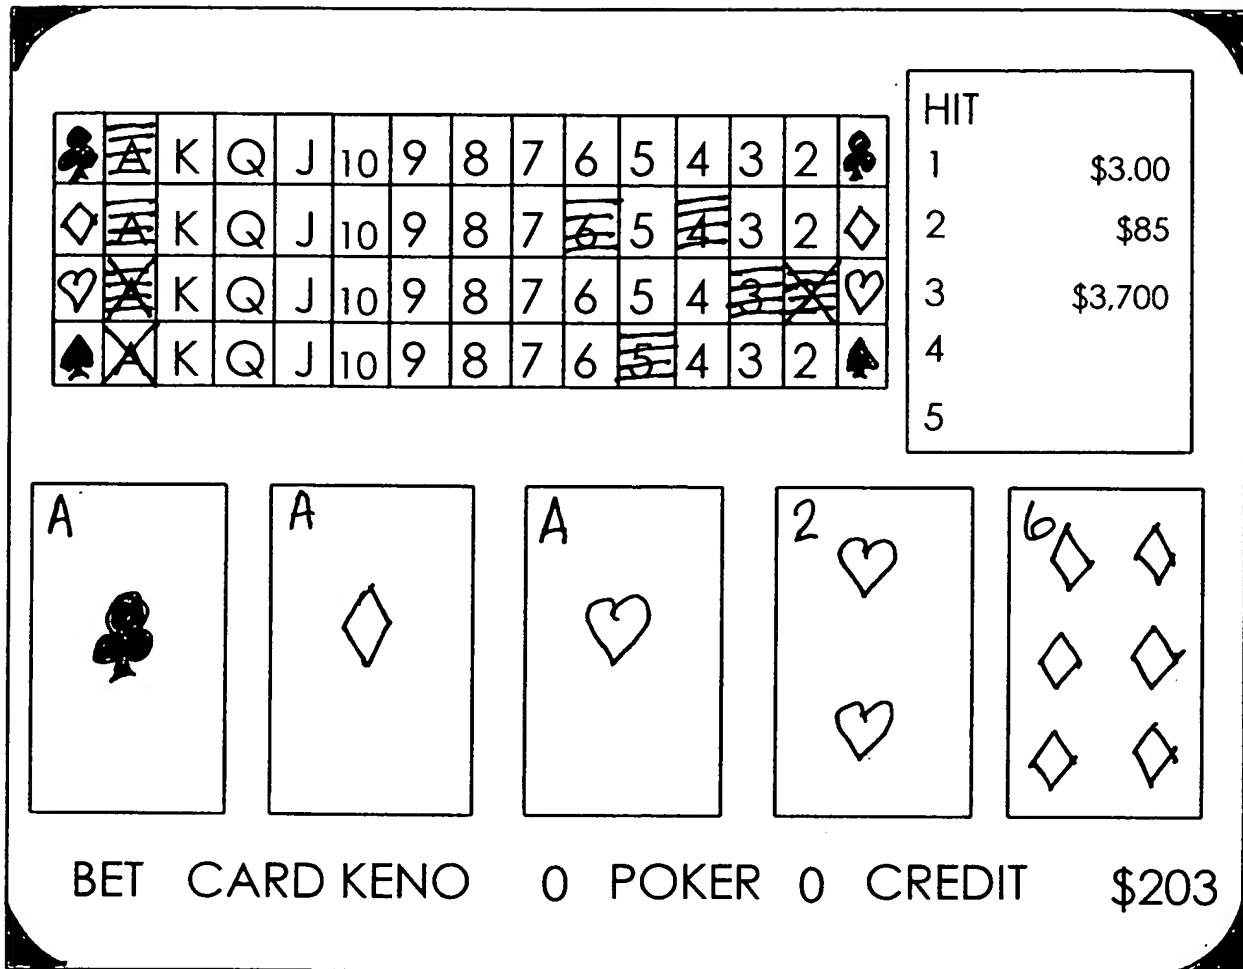 A K Q J 10 9 8 7 6 5 4 3 2
A K Q J 10 9 8 7 6 5 4 3 2
A K Q J 10 9 8 7 6 5 4 3 2
A K Q J 10 9 8 7 6 5 4 3 2
HIT
1 $3.00
2 $85
3 $3,700
4
5
A A A 2 6
BET CARD KENO 0 POKER 0 CREDIT $203